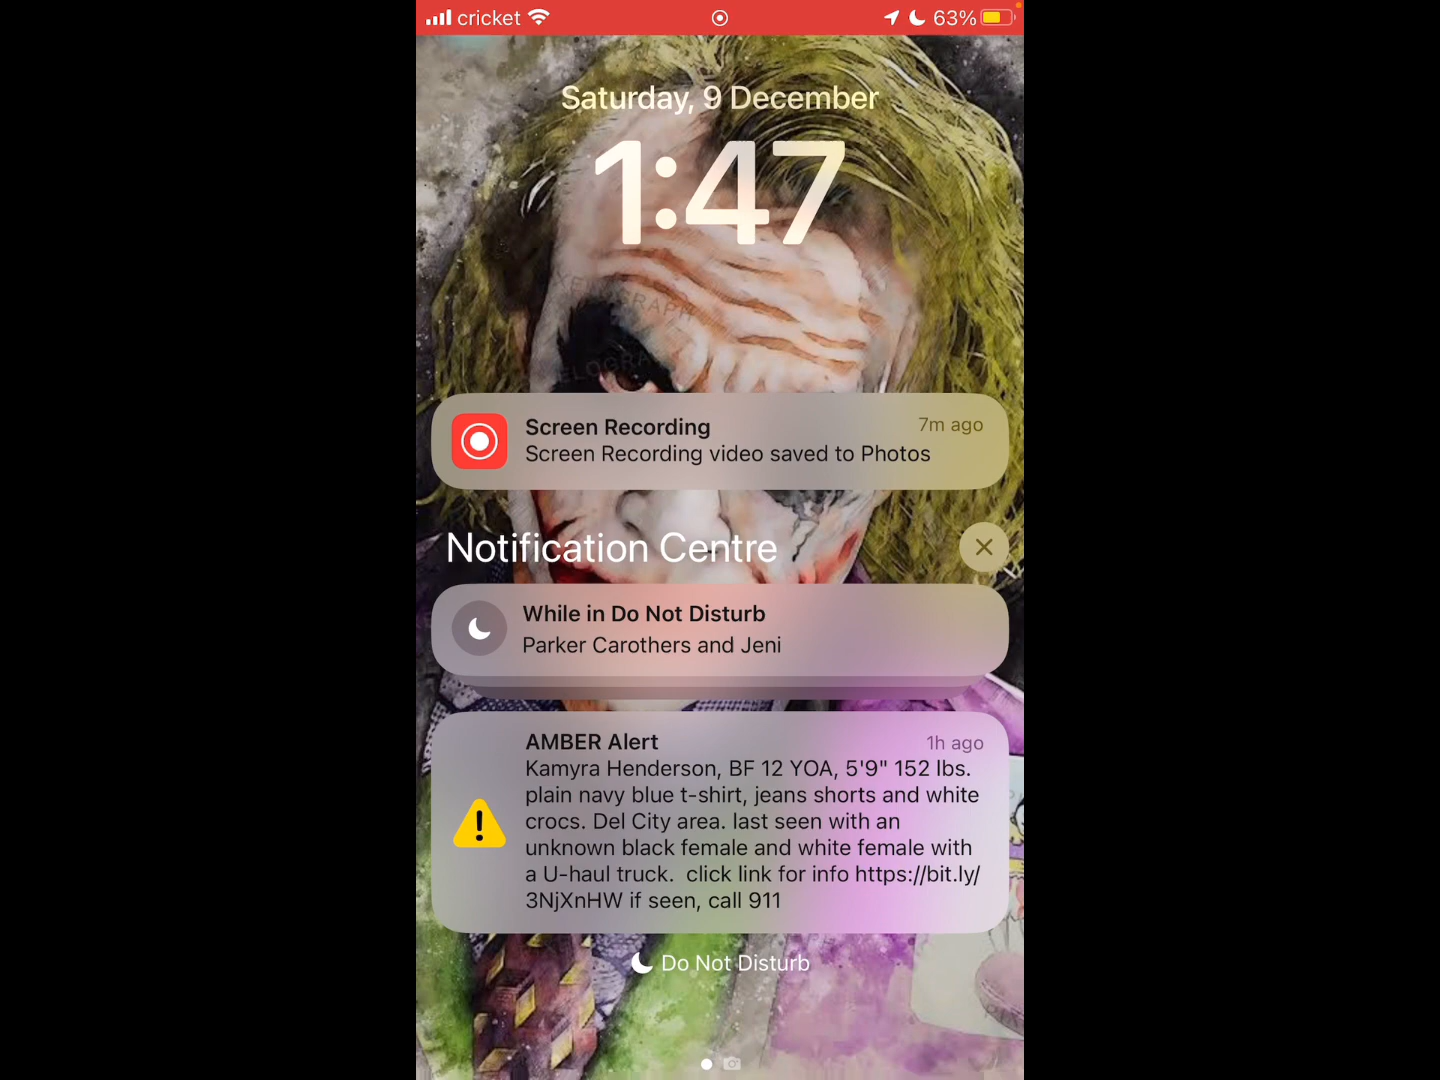 cricket
63%
Saturday, 9 December
1:47
Screen Recording
7m ago
Screen Recording video saved to Photos
Notification Centre
While in Do Not Disturb
Parker Carothers and Jeni
AMBER Alert
1h ago
Kamyra Henderson, BF 12 YOA, 5'9" 152 lbs.
plain navy blue t-shirt, jeans shorts and white
crocs. Del City area. last seen with an
unknown black female and white female with
a U-haul truck.  click link for info https://bit.ly/
3NjXnHW if seen, call 911
Do Not Disturb